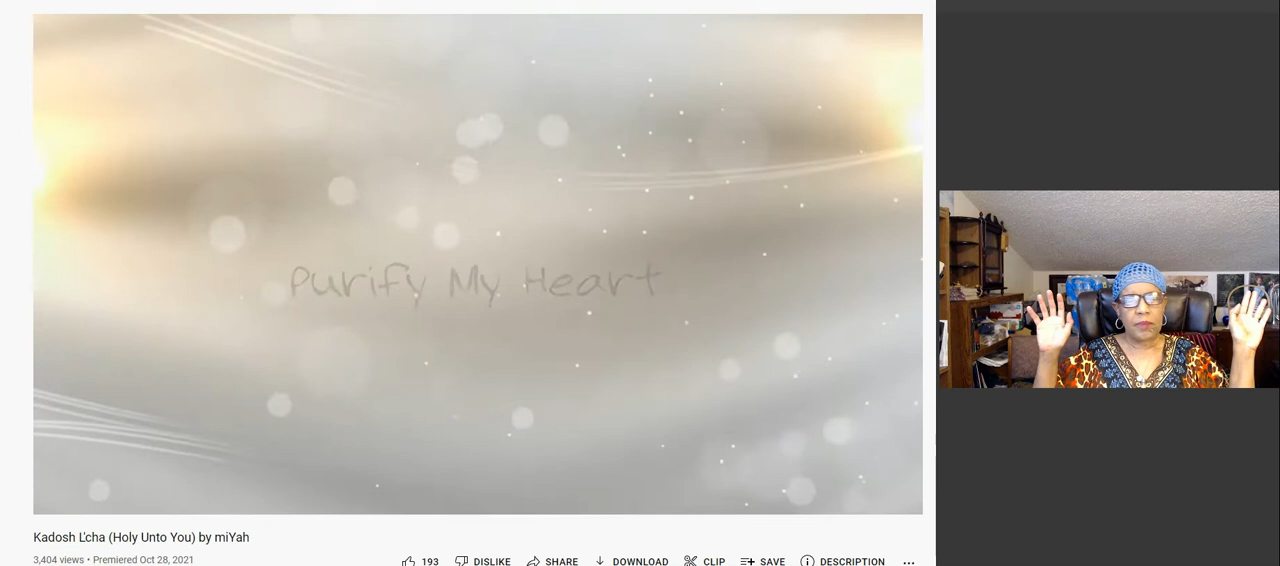 Purify My Heart
Kadosh L'cha (Holy Unto You) by miYah
3,404 views • Premiered Oct 28, 2021
193 DISLIKE SHARE DOWNLOAD CLIP SAVE DESCRIPTION ...